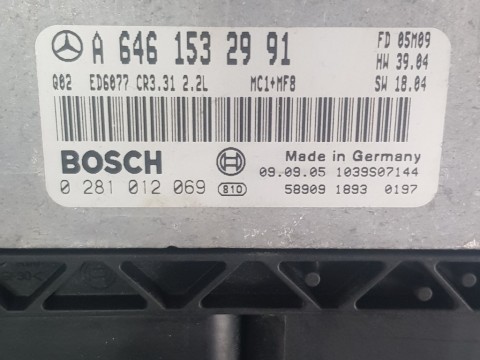 A 646 153 29 91
FD 05M09
HW 39.04
Q02 ED6077 CR3.31 2.2L MC1+MF8 SW 18.04
BOSCH
Made in Germany
09.09.05 1039S07144
0 281 012 069 810 58909 1893 0197